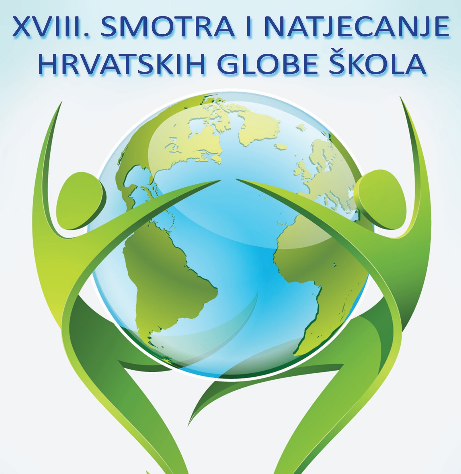 XVIII. SMOTRA I NATJECANJE
HRVATSKIH GLOBE ŠKOLA